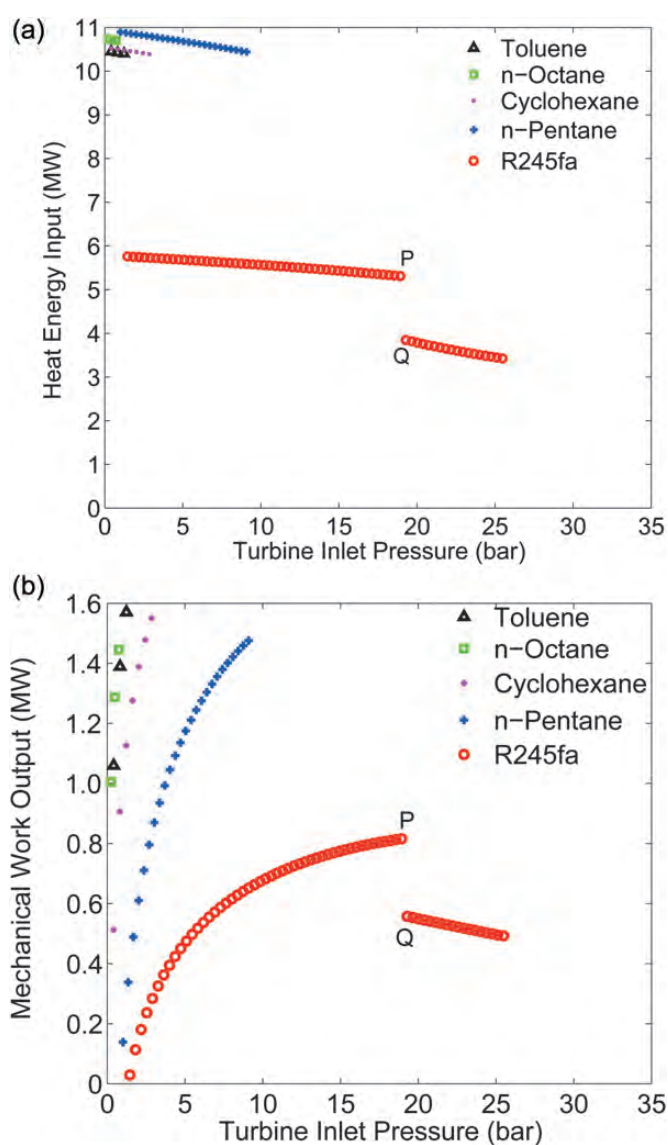 (a)
11
10
9
8
7
6
5
4
3
2
1
0
Heat Energy Input (MW)
Toluene
n−Octane
Cyclohexane
n−Pentane
R245fa
P
Q
0 5 10 15 20 25 30 35
Turbine Inlet Pressure (bar)
(b)
1.6
1.4
1.2
1.0
0.8
0.6
0.4
0.2
0
Mechanical Work Output (MW)
Toluene
n−Octane
Cyclohexane
n−Pentane
R245fa
P
Q
0 5 10 15 20 25 30 35
Turbine Inlet Pressure (bar)